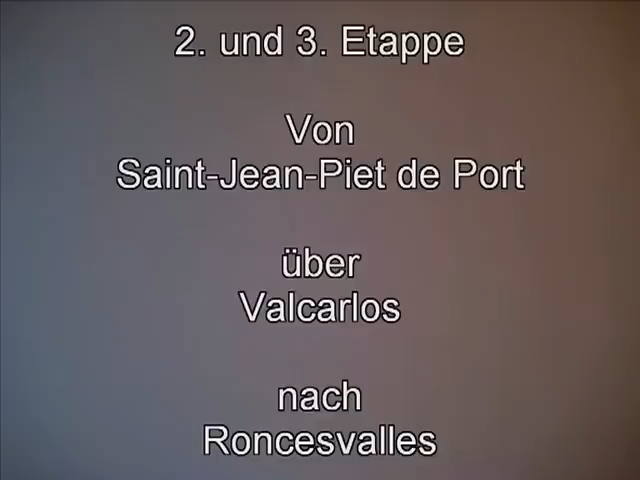 2. und 3. Etappe
Von
Saint-Jean-Piet de Port
über
Valcarlos
nach
Roncesvalles